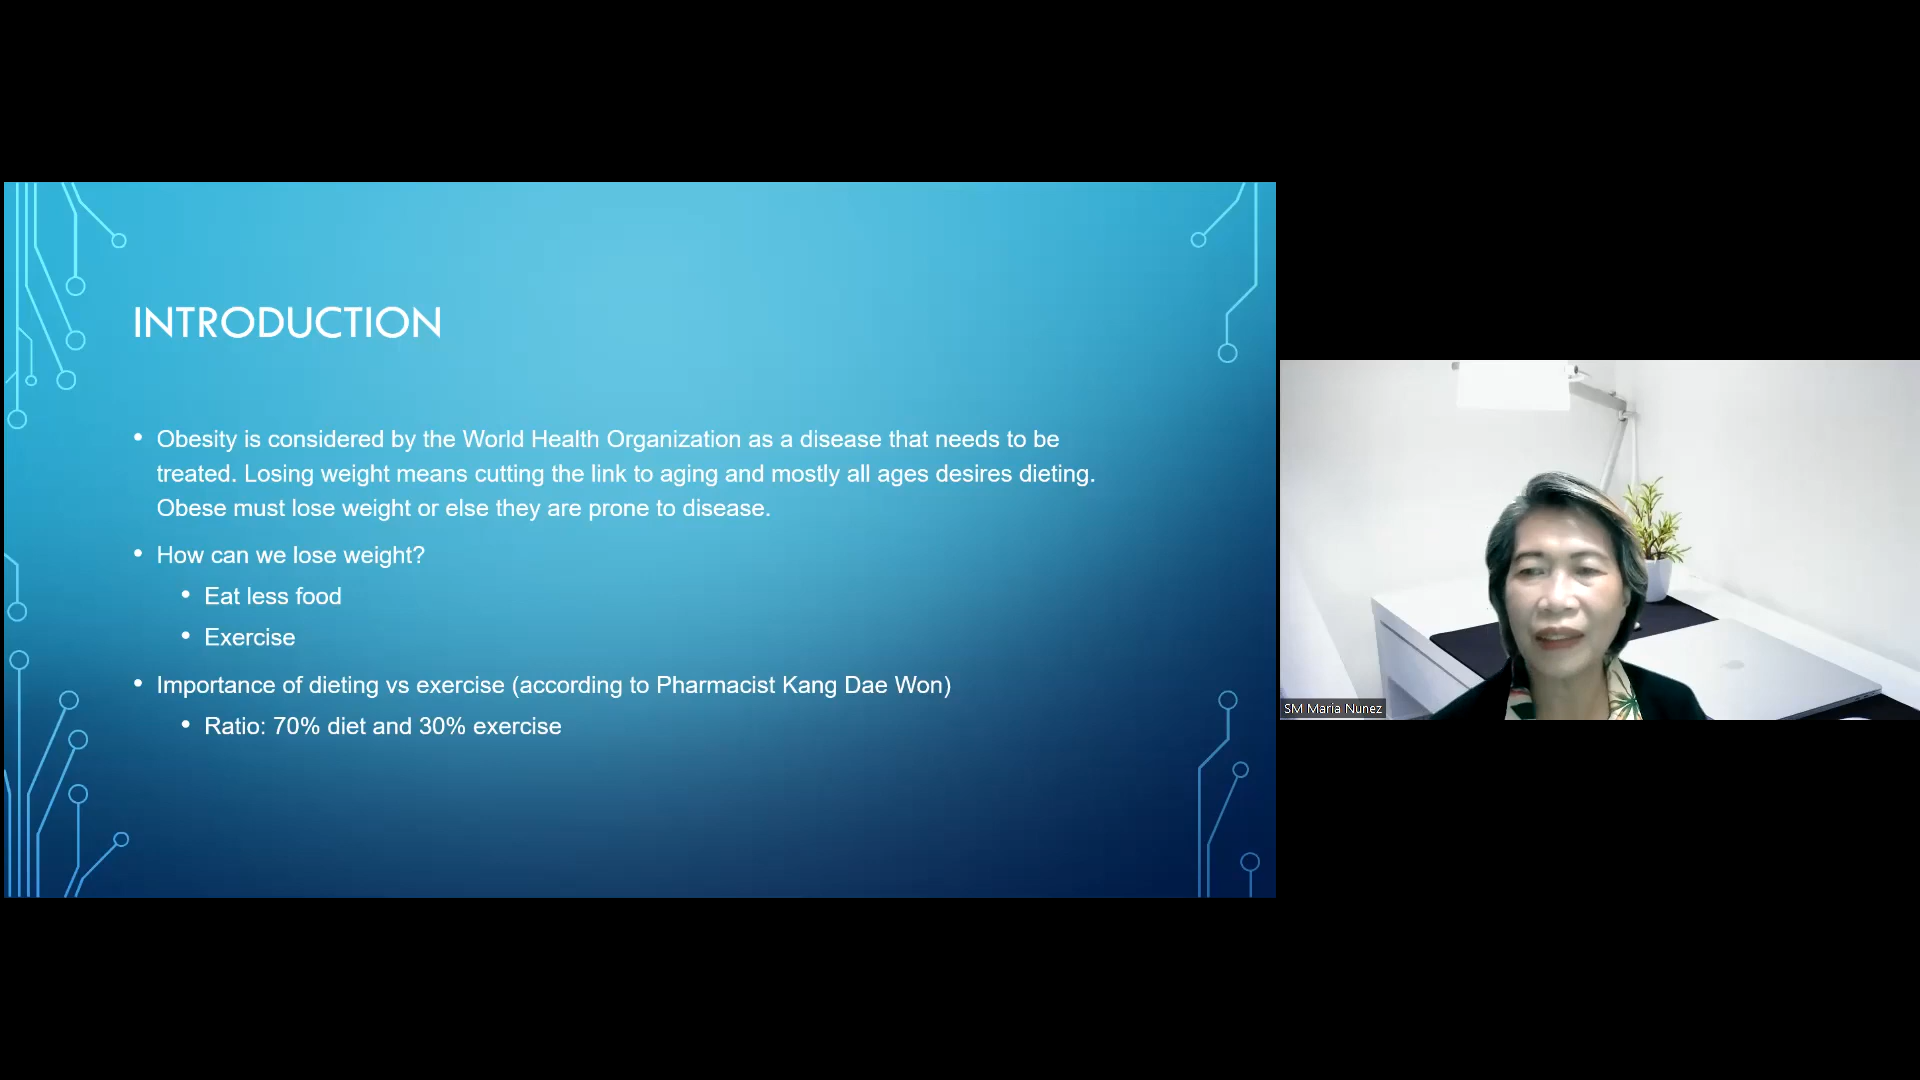 INTRODUCTION
• Obesity is considered by the World Health Organization as a disease that needs to be
treated. Losing weight means cutting the link to aging and mostly all ages desires dieting.
Obese must lose weight or else they are prone to disease.
• How can we lose weight?
• Eat less food
• Exercise
• Importance of dieting vs exercise (according to Pharmacist Kang Dae Won)
• Ratio: 70% diet and 30% exercise
SM Maria Nunez